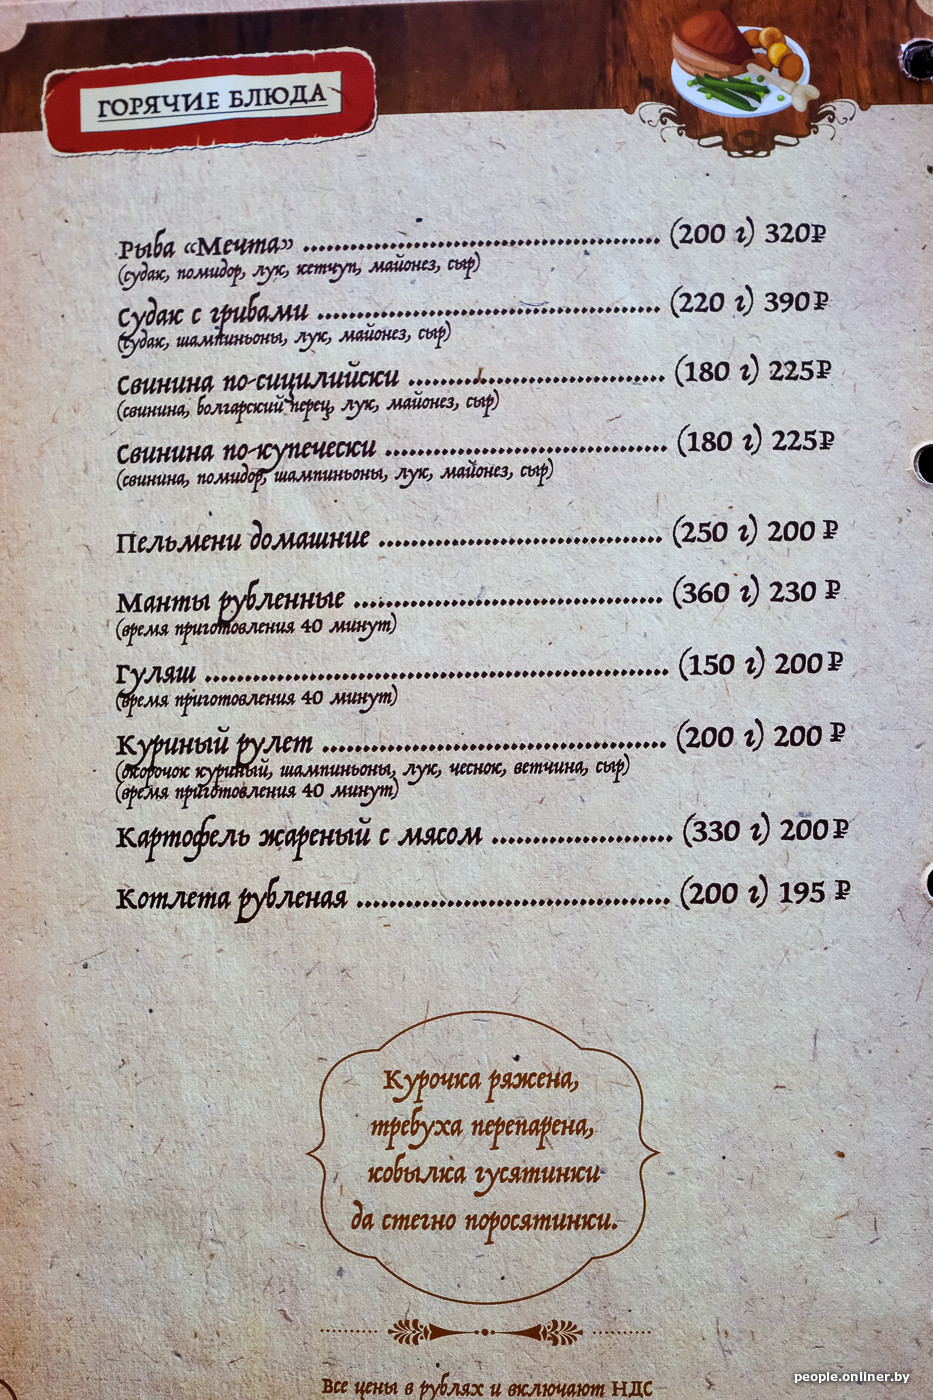 ГОРЯЧИЕ БЛЮДА
Рыба «Мечта» (200 г) 320₽
(судак, помидор, лук, кетчуп, майонез, сыр)
Судак с грибами (220 г) 390₽
(судак, шампиньоны, лук, майонез, сыр)
Свинина по-сицилийски (180 г) 225₽
(свинина, болгарский перец, лук, майонез, сыр)
Свинина по-купечески (180 г) 225₽
(свинина, помидор, шампиньоны, лук, майонез, сыр)
Пельмени домашние (250 г) 200 ₽
Манты рубленные (360 г) 230 ₽
(время приготовления 40 минут)
Гуляш (150 г) 200₽
(время приготовления 40 минут)
Куриный рулет (200 г) 200 ₽
(окорочок куриный, шампиньоны, лук, чеснок, ветчина, сыр)
(время приготовления 40 минут)
Картофель жареный с мясом (330 г) 200₽
Котлета рубленая (200 г) 195 ₽
Курочка ряжена,
требуха перепарена,
кобылка гусятинки
да стегно поросятинки.
Все цены в рублях и включают НДС
people.onliner.by